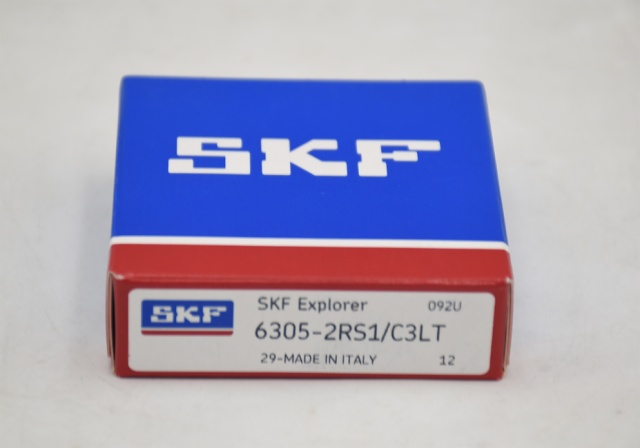 SKF
SKF
SKF Explorer 092U
6305-2RS1/C3LT
29-MADE IN ITALY 12